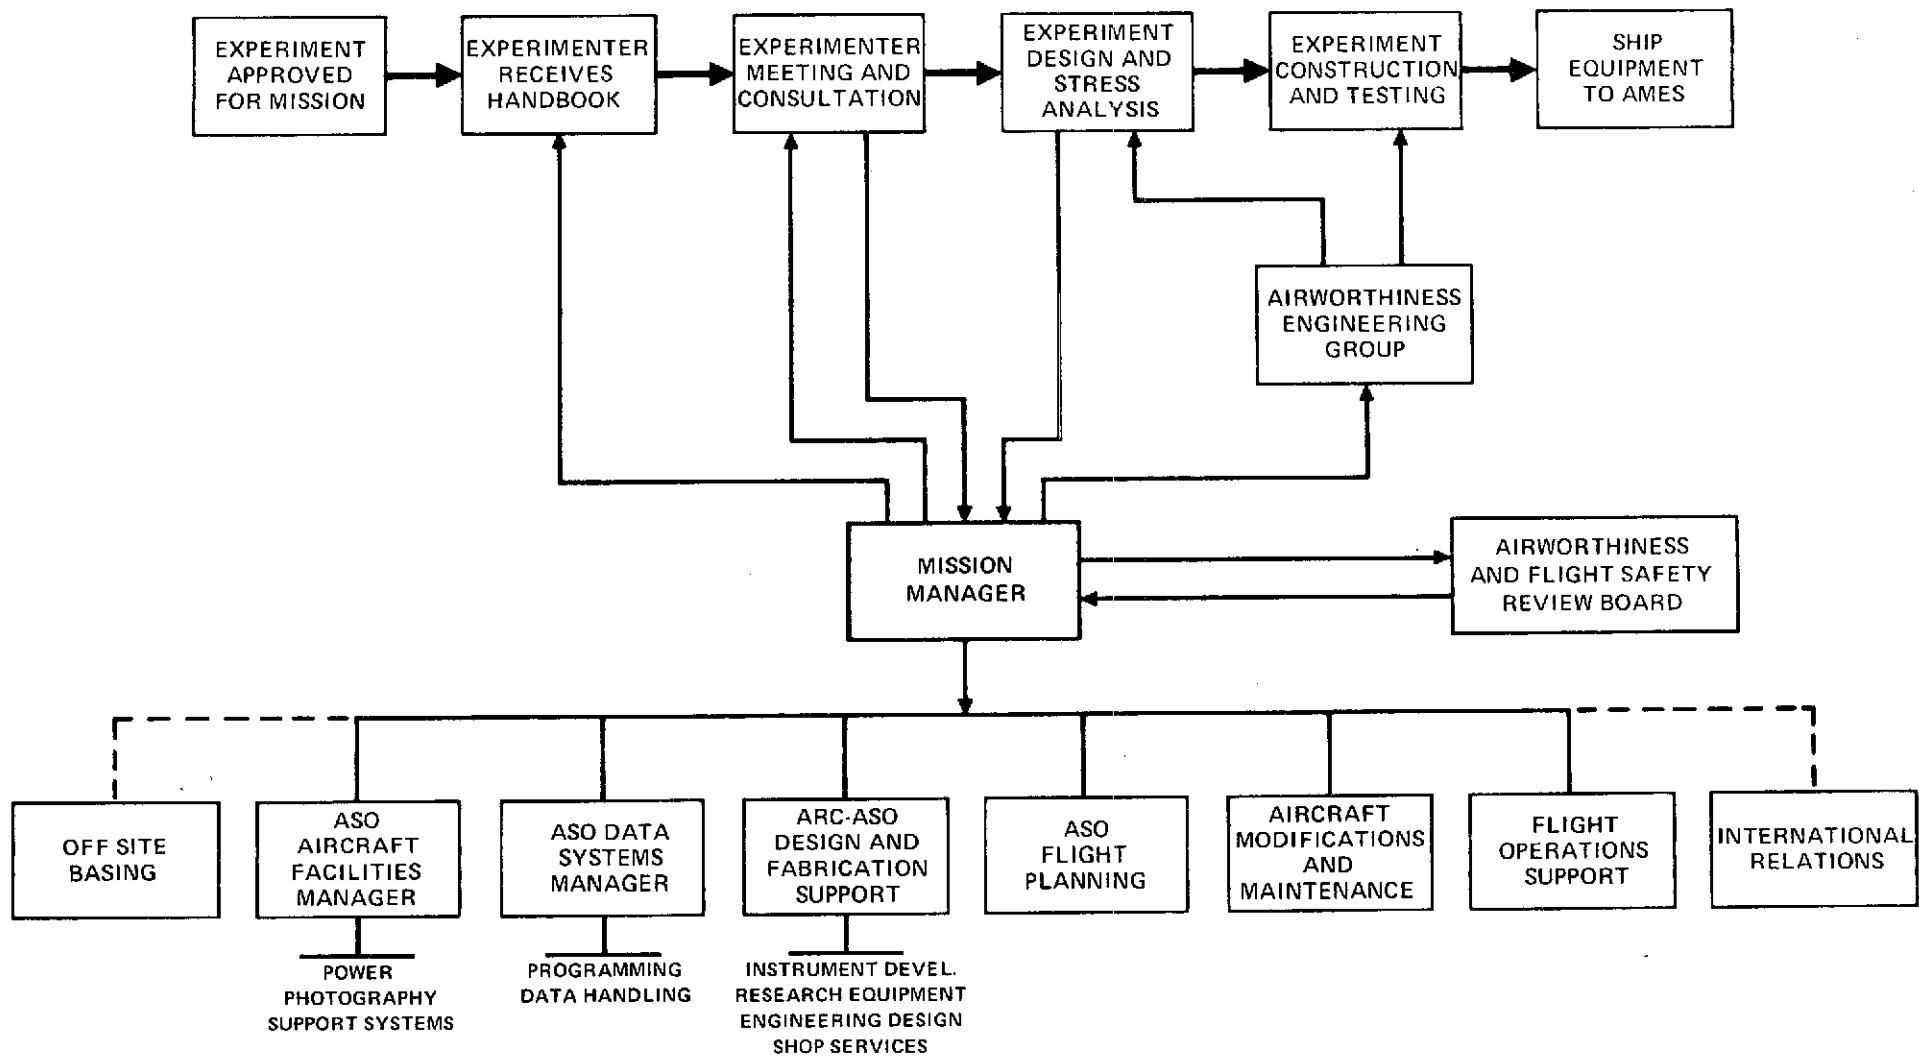 EXPERIMENT
APPROVED
FOR MISSION
EXPERIMENTER
RECEIVES
HANDBOOK
EXPERIMENTER
MEETING AND
CONSULTATION
EXPERIMENT
DESIGN AND
STRESS
ANALYSIS
EXPERIMENT
CONSTRUCTION
AND TESTING
SHIP
EQUIPMENT
TO AMES
AIRWORTHINESS
ENGINEERING
GROUP
MISSION
MANAGER
AIRWORTHINESS
AND FLIGHT SAFETY
REVIEW BOARD
OFF SITE
BASING
ASO
AIRCRAFT
FACILITIES
MANAGER
ASO DATA
SYSTEMS
MANAGER
ARC-ASO
DESIGN AND
FABRICATION
SUPPORT
ASO
FLIGHT
PLANNING
AIRCRAFT
MODIFICATIONS
AND
MAINTENANCE
FLIGHT
OPERATIONS
SUPPORT
INTERNATIONAL
RELATIONS
POWER
PHOTOGRAPHY
SUPPORT SYSTEMS
PROGRAMMING
DATA HANDLING
INSTRUMENT DEVEL.
RESEARCH EQUIPMENT
ENGINEERING DESIGN
SHOP SERVICES